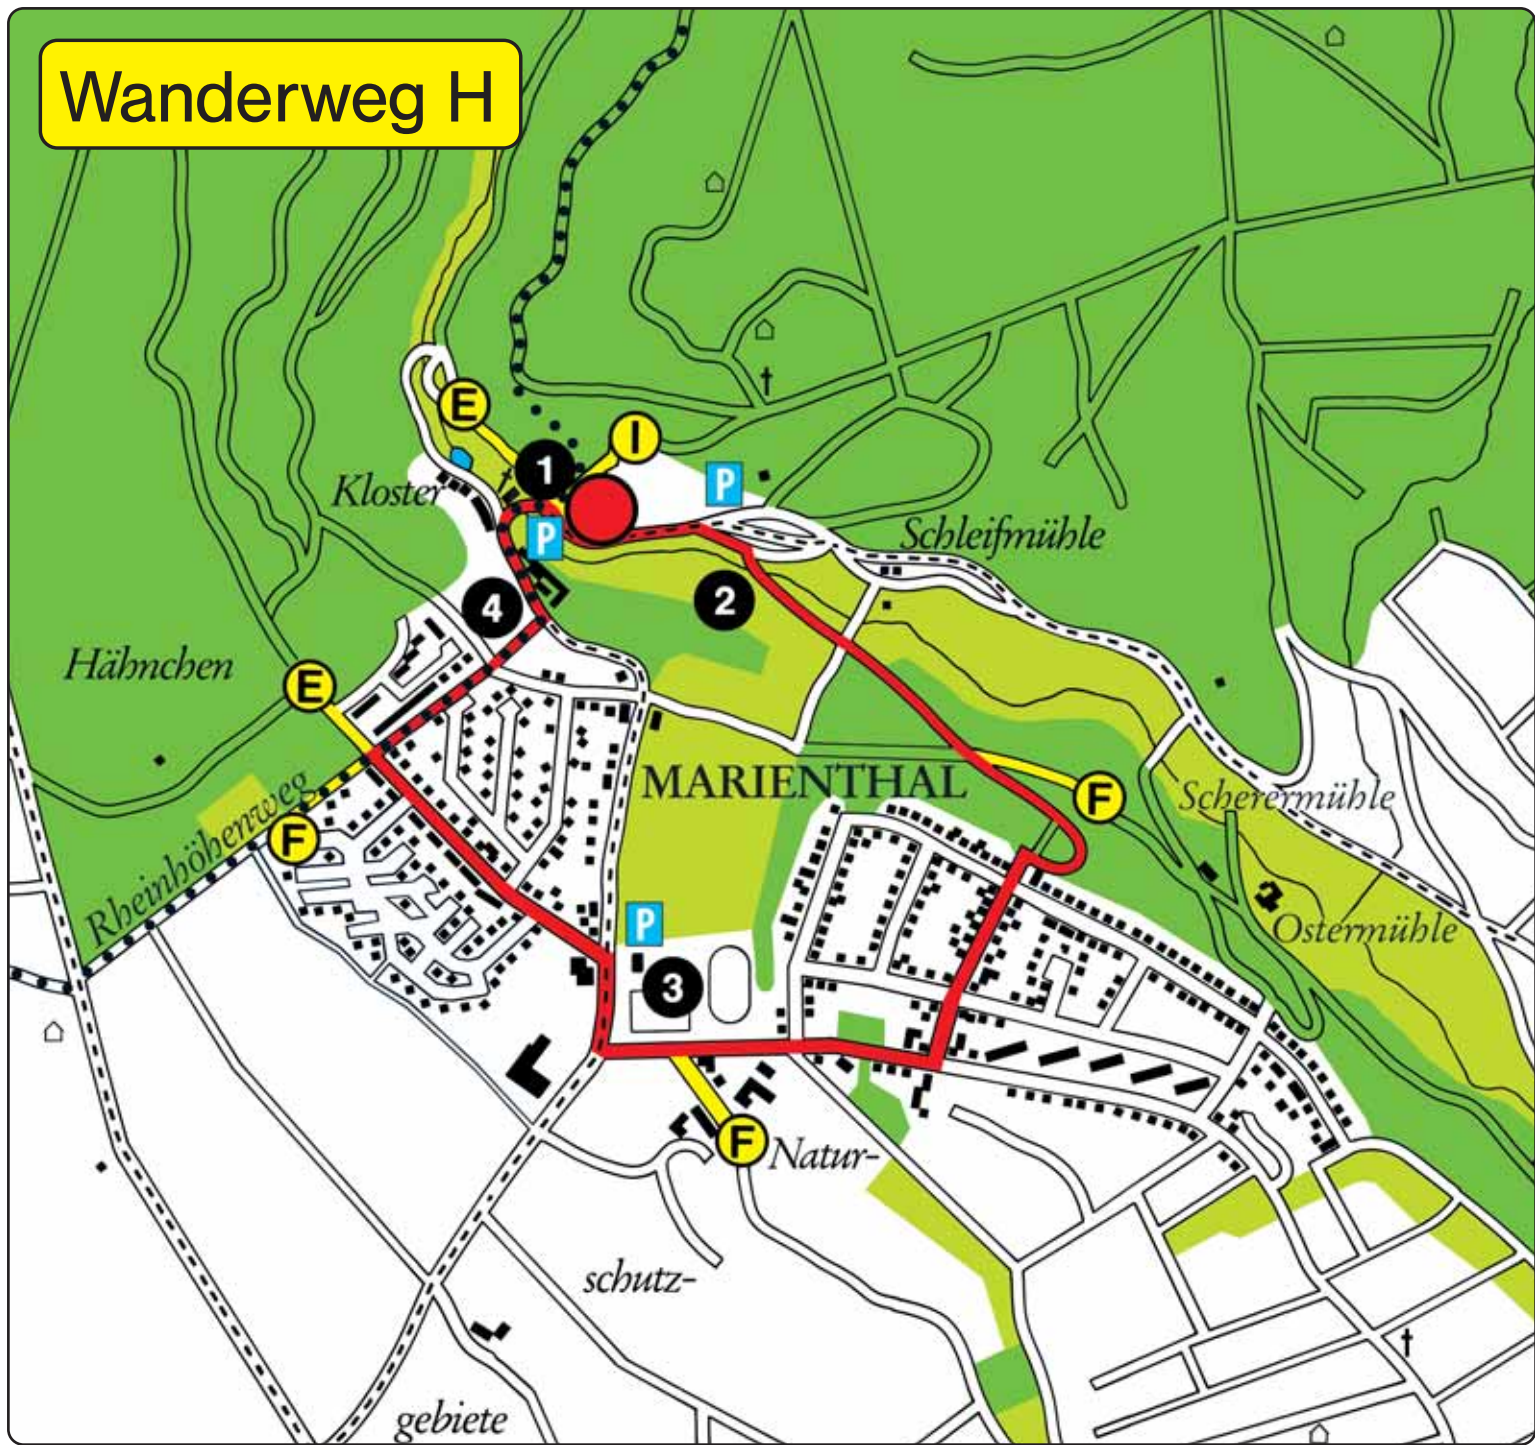 Wanderweg H
E
I
1
P
Kloster
P
Schleifmühle
2
4
Hähnchen
E
MARIENTHAL
F
Scherermühle
Rheinhöhenweg
F
P
Ostermühle
3
F
Natur-
schutz-
gebiete